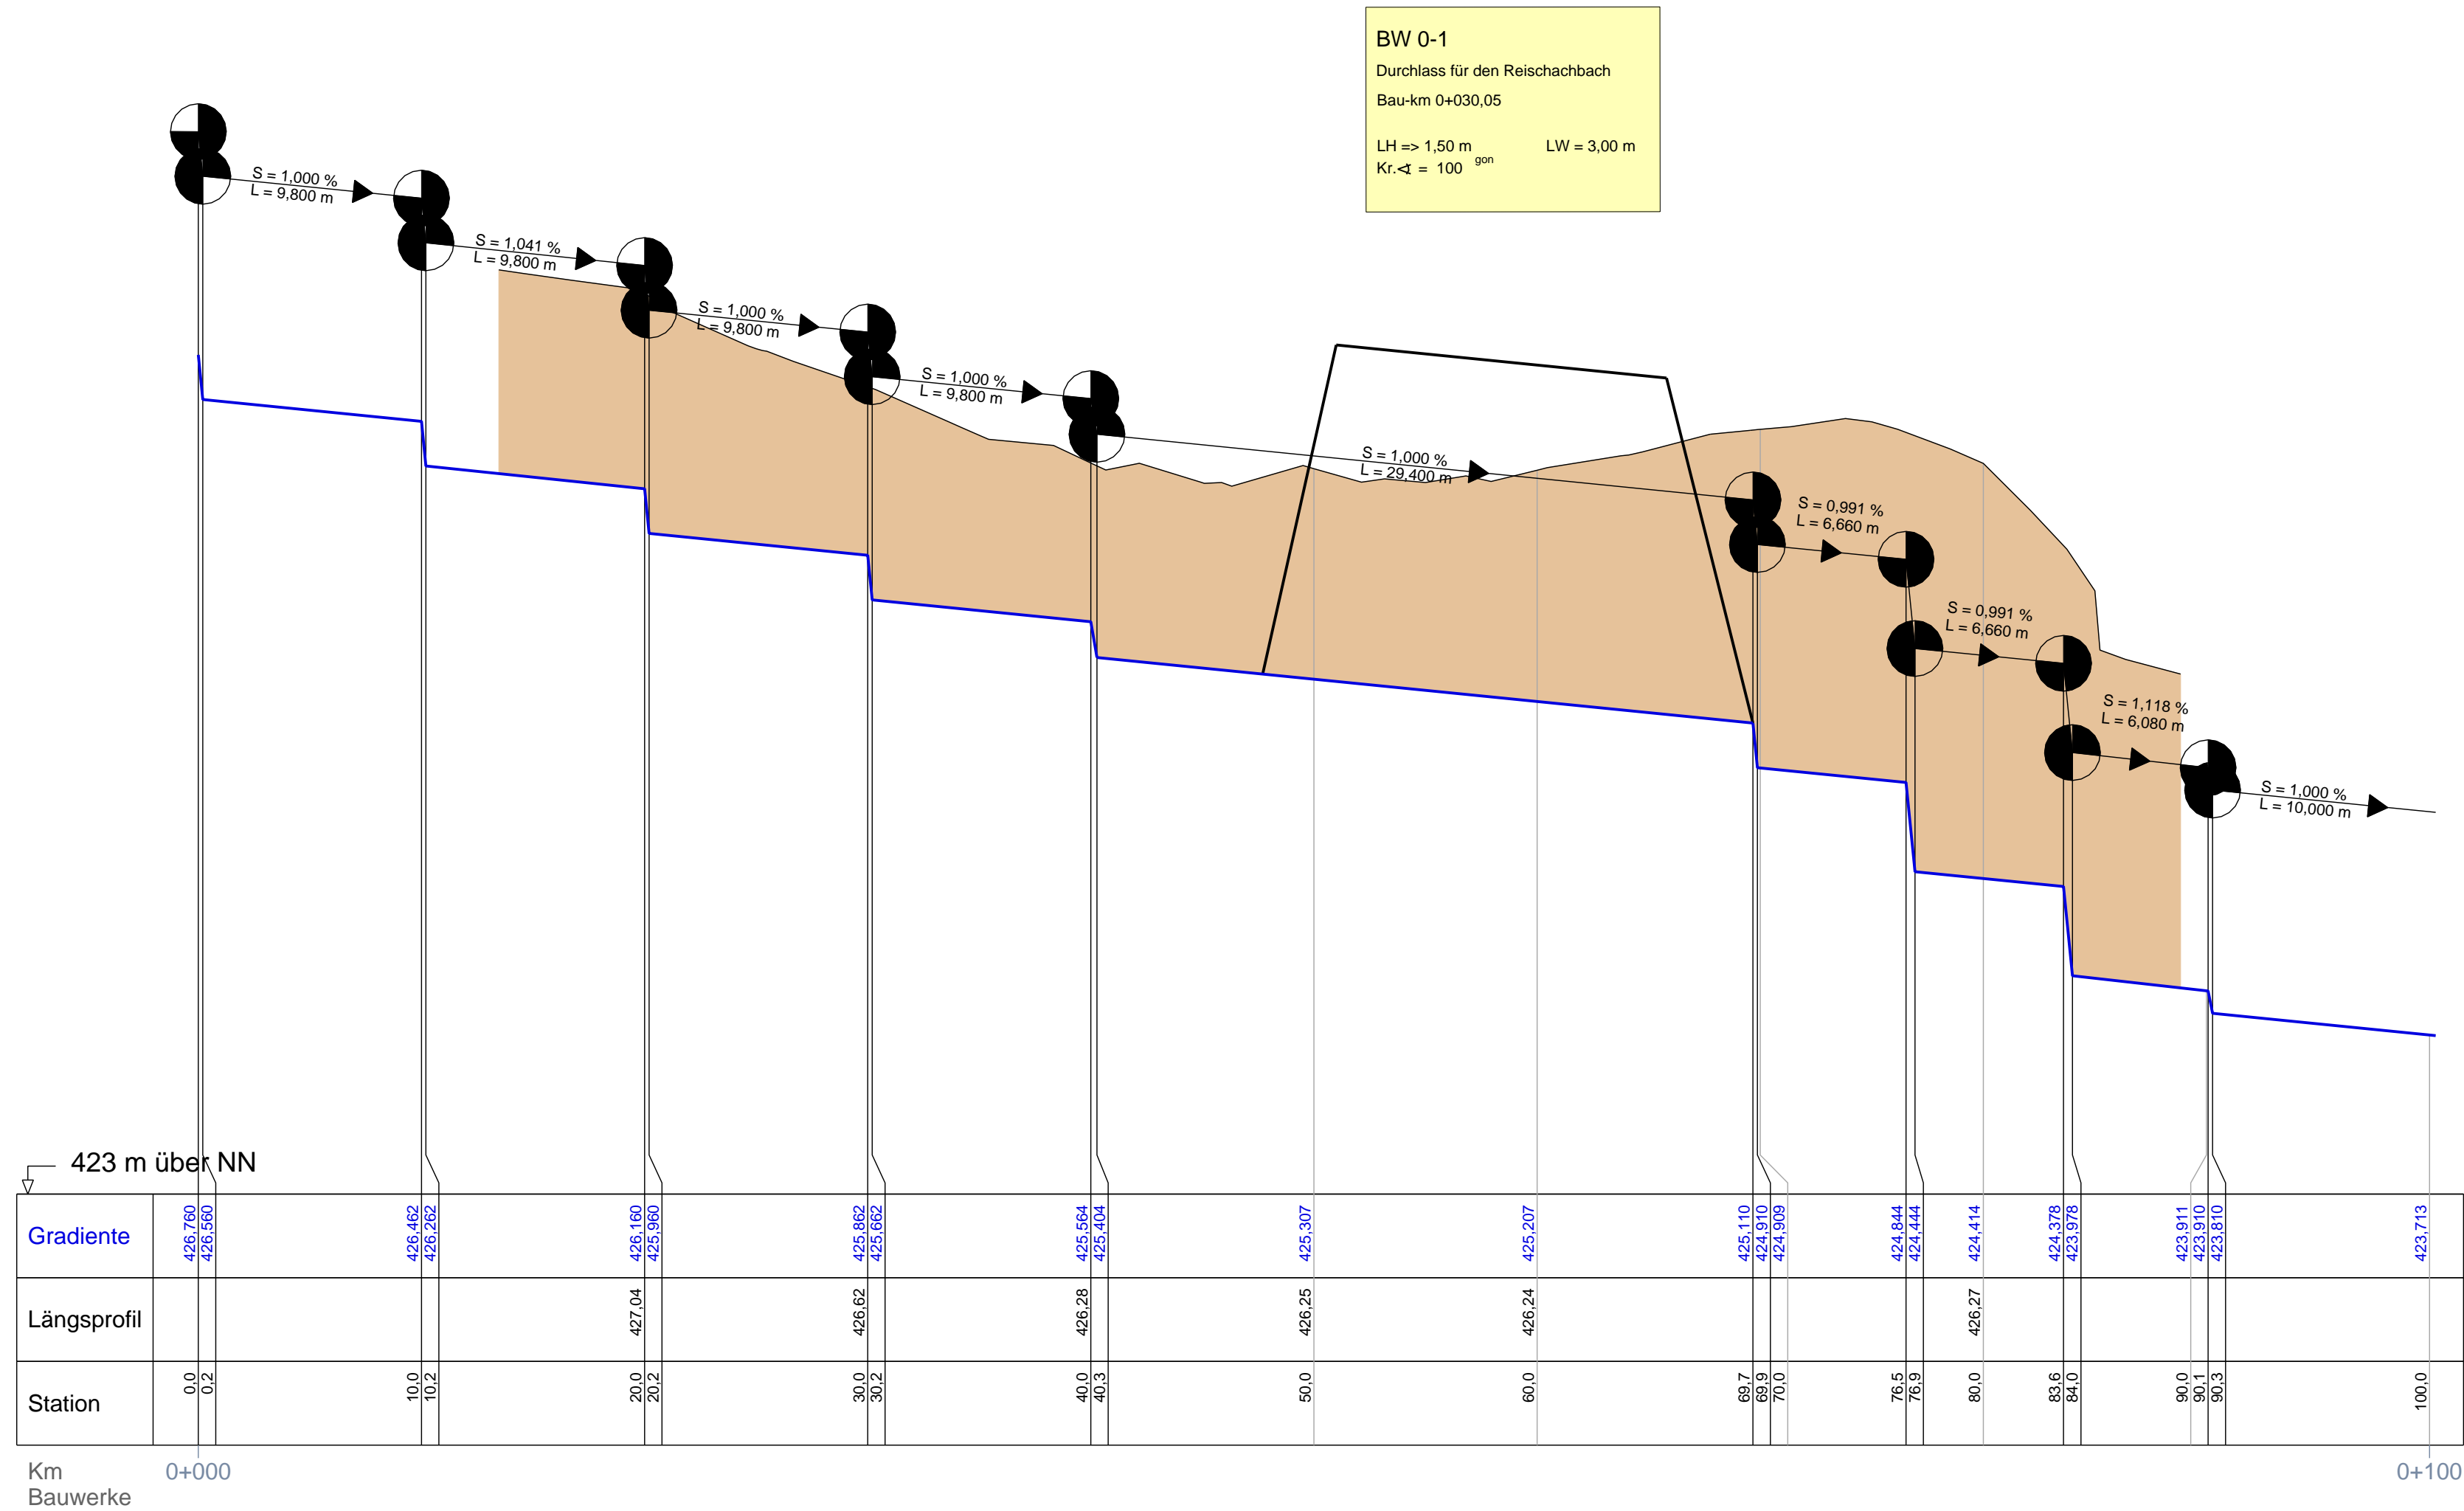 BW 0-1
Durchlass für den Reischachbach
Bau-km 0+030,05
LH => 1,50 m LW = 3,00 m
Kr.∢ = 100 gon
S = 1,000 %
L = 9,800 m
S = 1,041 %
L = 9,800 m
S = 1,000 %
L = 9,800 m
S = 1,000 %
L = 9,800 m
S = 1,000 %
L = 29,400 m
S = 0,991 %
L = 6,660 m
S = 0,991 %
L = 6,660 m
S = 1,118 %
L = 6,080 m
S = 1,000 %
L = 10,000 m
423 m über NN
Gradiente 426,760 426,560 426,462 426,262 426,160 425,960 425,862 425,662 425,564 425,404 425,307 425,207 425,110 424,910 424,909 424,844 424,444 424,414 424,378 423,978 423,911 423,910 423,810 423,713
Längsprofil 427,04 426,62 426,28 426,25 426,24 426,27
Station 0,0 0,2 10,0 10,2 20,0 20,2 30,0 30,2 40,0 40,3 50,0 60,0 69,7 69,9 70,0 76,5 76,9 80,0 83,6 84,0 90,0 90,1 90,3 100,0
Km 0+000 0+100
Bauwerke